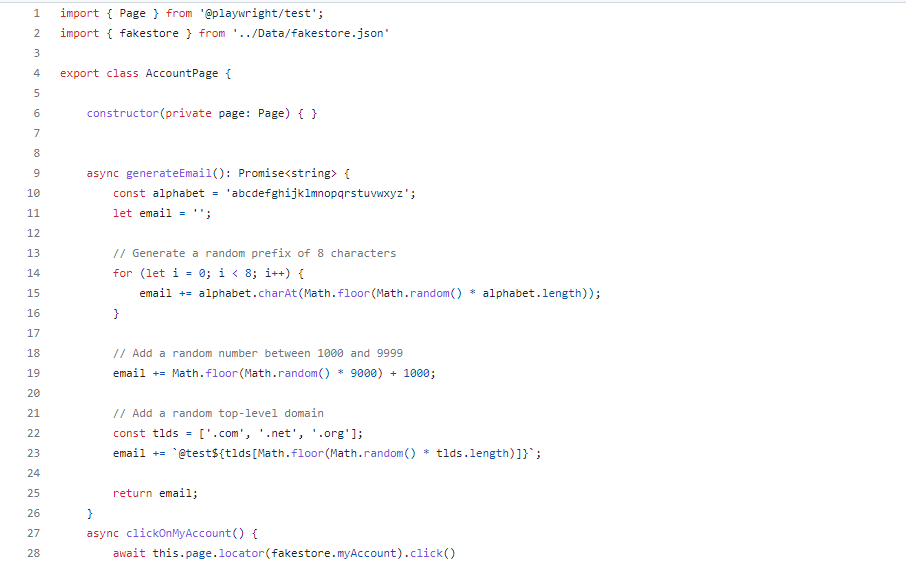 1 import { Page } from '@playwright/test';
2 import { fakestore } from '../Data/fakestore.json'
3
4 export class AccountPage {
5
6 constructor(private page: Page) { }
7
8
9 async generateEmail(): Promise<string> {
10 const alphabet = 'abcdefghijklmnopqrstuvwxyz';
11 let email = '';
12
13 // Generate a random prefix of 8 characters
14 for (let i = 0; i < 8; i++) {
15 email += alphabet.charAt(Math.floor(Math.random() * alphabet.length));
16 }
17
18 // Add a random number between 1000 and 9999
19 email += Math.floor(Math.random() * 9000) + 1000;
20
21 // Add a random top-level domain
22 const tlds = ['.com', '.net', '.org'];
23 email += `@test${tlds[Math.floor(Math.random() * tlds.length)]}`;
24
25 return email;
26 }
27 async clickOnMyAccount() {
28 await this.page.locator(fakestore.myAccount).click()